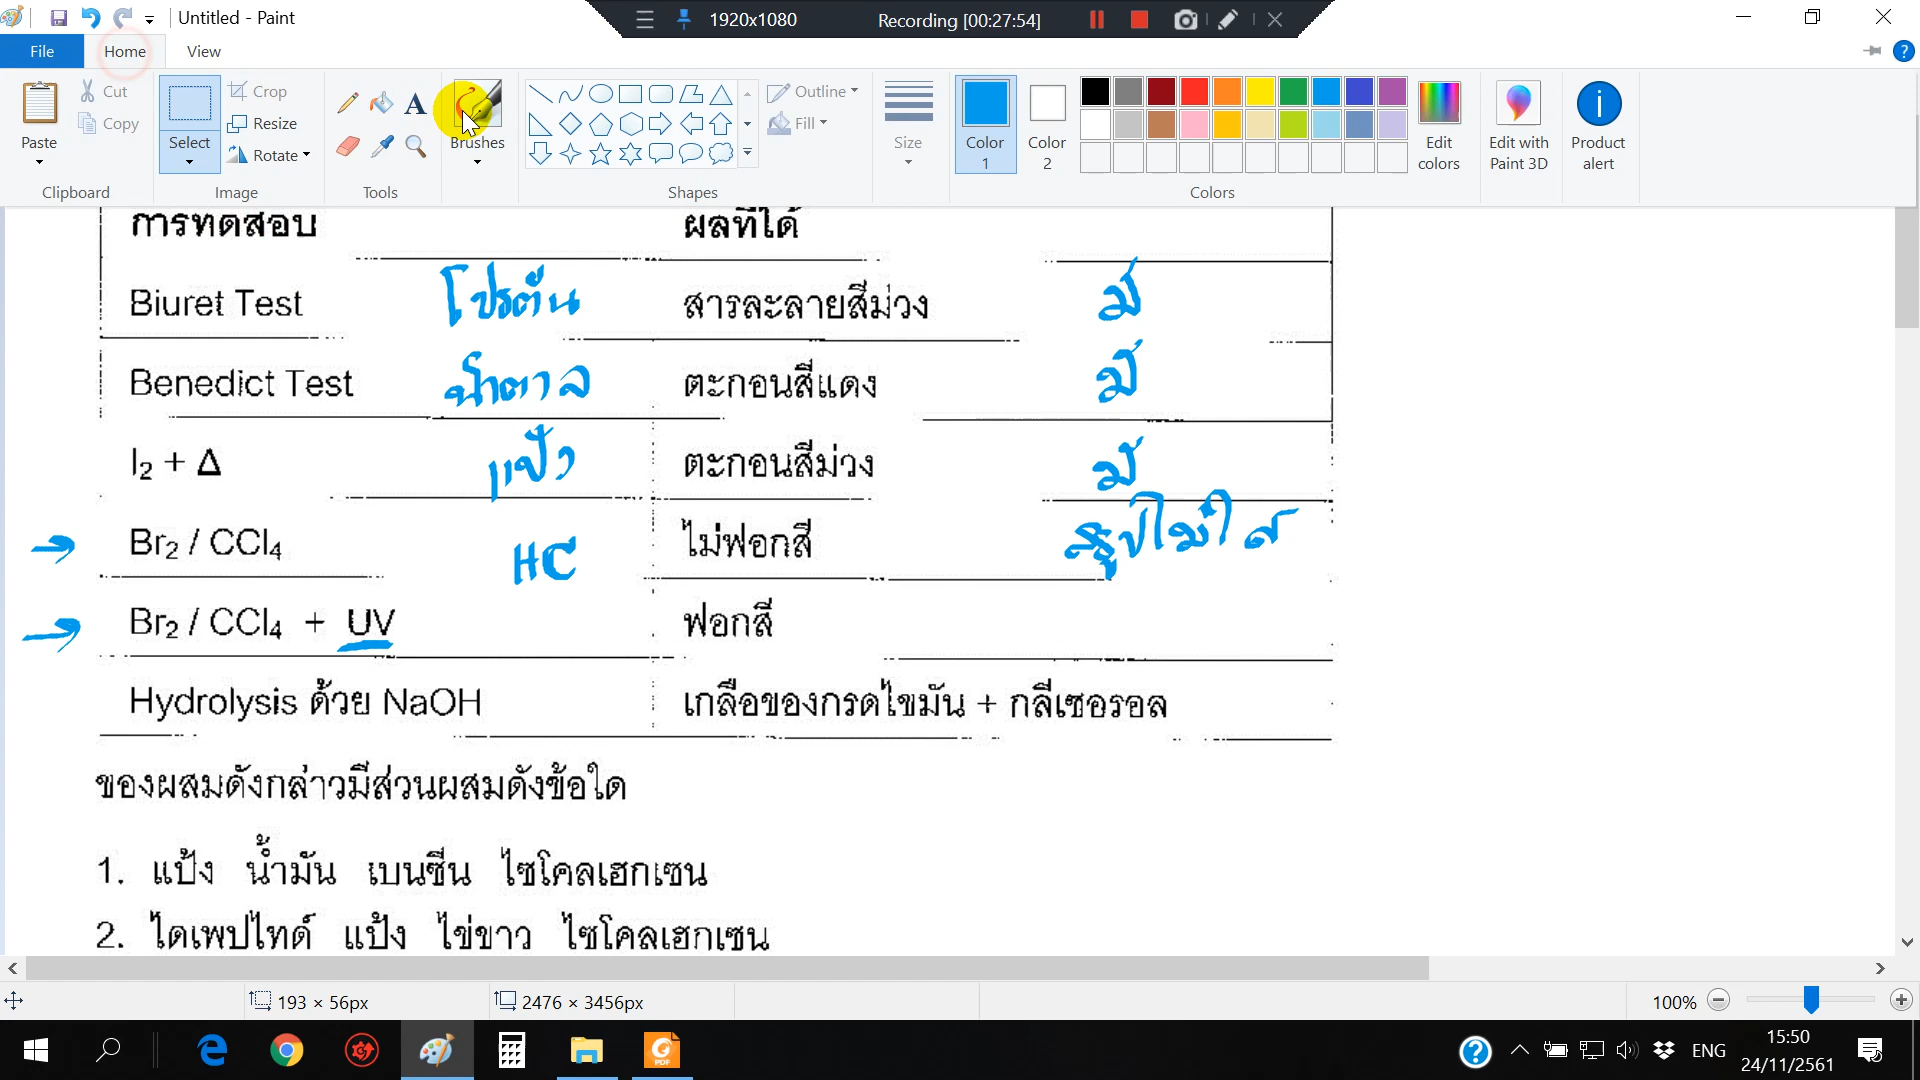 Untitled - Paint
1920x1080 Recording [00:27:54]
File Home View
Paste Cut Copy Select Crop Resize Rotate Brushes Outline Fill Size Color 1 Color 2 Edit colors Edit with Paint 3D Product alert
Clipboard Image Tools Shapes Colors
การทดสอบ ผลที่ได้
Biuret Test โปรตีน สารละลายสีม่วง มี
Benedict Test น้ำตาล ตะกอนสีแดง มี
I₂ + Δ แป้ง ตะกอนสีม่วง มี
Br₂ / CCl₄ HC ไม่ฟอกสี สรุปไม่ได้
Br₂ / CCl₄ + UV ฟอกสี
Hydrolysis ด้วย NaOH เกลือของกรดไขมัน + กลีเซอรอล
ของผสมดังกล่าวมีส่วนผสมดังข้อใด
1. แป้ง น้ำมัน เบนซีน ไซโคลเฮกเซน
2. ไดเพปไทด์ แป้ง ไข่ขาว ไซโคลเฮกเซน
193 × 56px 2476 × 3456px 100%
ENG 15:50
24/11/2561